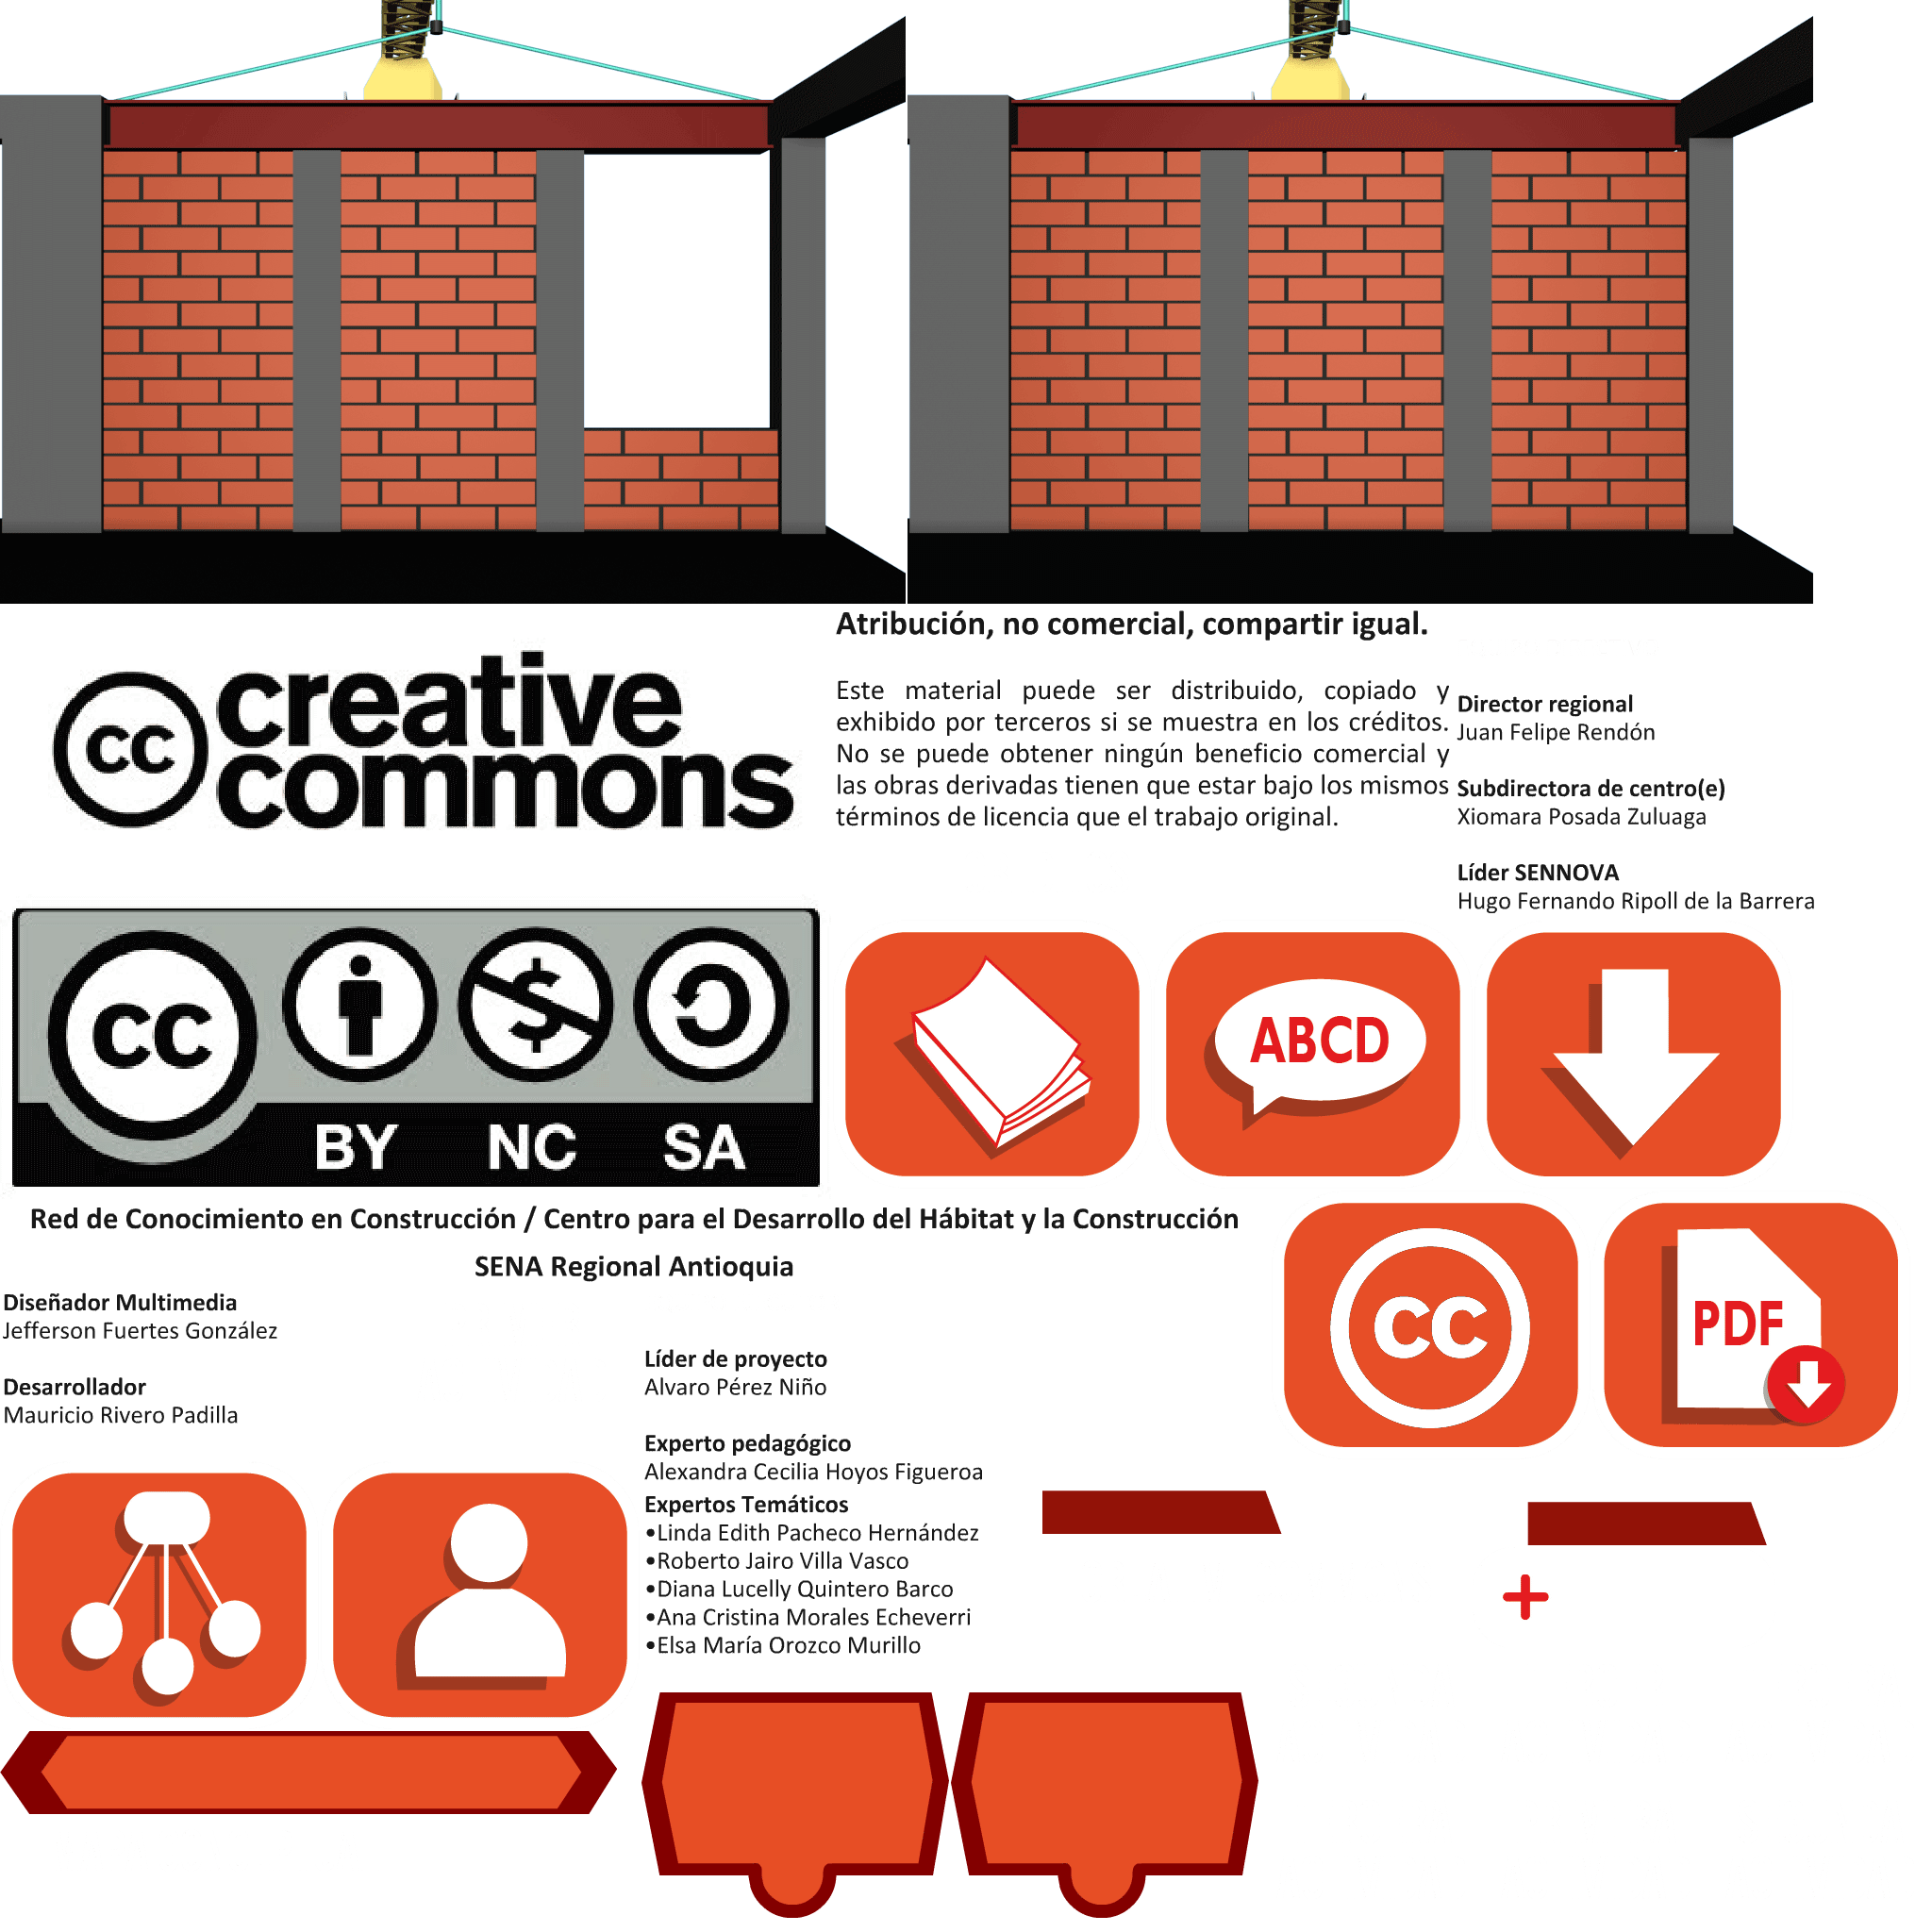 Atribución, no comercial, compartir igual.
Este material puede ser distribuido, copiado y
exhibido por terceros si se muestra en los créditos.
No se puede obtener ningún beneficio comercial y
las obras derivadas tienen que estar bajo los mismos
términos de licencia que el trabajo original.
Director regional
Juan Felipe Rendón
Subdirectora de centro(e)
Xiomara Posada Zuluaga
Líder SENNOVA
Hugo Fernando Ripoll de la Barrera
cc
creative
commons
cc
BY NC SA
ABCD
Red de Conocimiento en Construcción / Centro para el Desarrollo del Hábitat y la Construcción
SENA Regional Antioquia
cc
PDF
Diseñador Multimedia
Jefferson Fuertes González
Desarrollador
Mauricio Rivero Padilla
Líder de proyecto
Alvaro Pérez Niño
Experto pedagógico
Alexandra Cecilia Hoyos Figueroa
Expertos Temáticos
•Linda Edith Pacheco Hernández
•Roberto Jairo Villa Vasco
•Diana Lucelly Quintero Barco
•Ana Cristina Morales Echeverri
•Elsa María Orozco Murillo